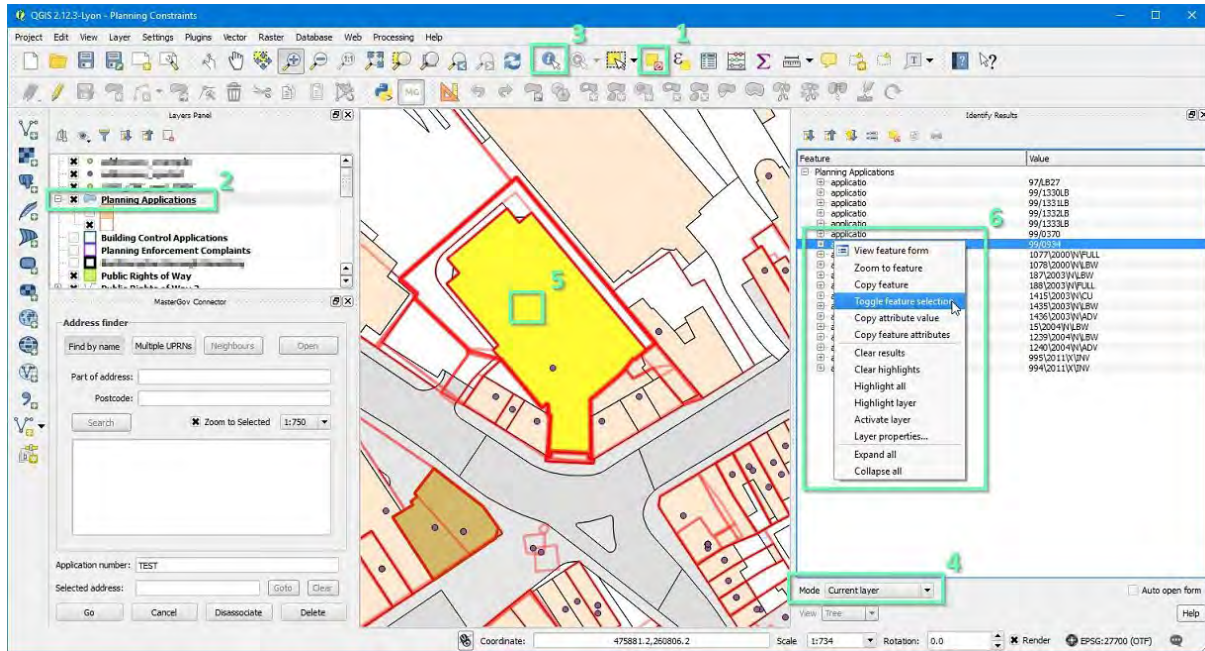 QGIS 2.12.3-Lyon - Planning Constraints
Project Edit View Layer Settings Plugins Vector Raster Database Web Processing Help
3
1
MG
Layers Panel
2
Planning Applications
Building Control Applications
Planning Enforcement Complaints
Public Rights of Way
Public Rights of Way 2
MasterGov Connector
Address finder
Find by name Multiple UPRNs Neighbours Open
Part of address:
Postcode:
Search Zoom to Selected 1:750
Application number: TEST
Selected address: Goto Clear
Go Cancel Disassociate Delete
5
Identify Results
Feature Value
Planning Applications
applicatio 97/LB27
applicatio 99/1330LB
applicatio 99/1331LB
applicatio 99/1332LB
applicatio 99/1333LB
applicatio 99/0370
6
99/0934
1077\2000\N\FULL
1078\2000\N\LBW
187\2003\N\LBW
188\2003\N\FULL
1415\2003\N\CU
1435\2003\N\LBW
1436\2003\N\ADV
15\2004\N\LBW
1239\2004\N\LBW
1240\2004\N\ADV
995\2011\X\INV
994\2011\X\INV
View feature form
Zoom to feature
Copy feature
Toggle feature selection
Copy attribute value
Copy feature attributes
Clear results
Clear highlights
Highlight all
Highlight layer
Activate layer
Layer properties...
Expand all
Collapse all
4
Mode Current layer Auto open form
View Tree Help
Coordinate: 475881.2,260806.2 Scale 1:734 Rotation: 0.0 Render EPSG:27700 (OTF)